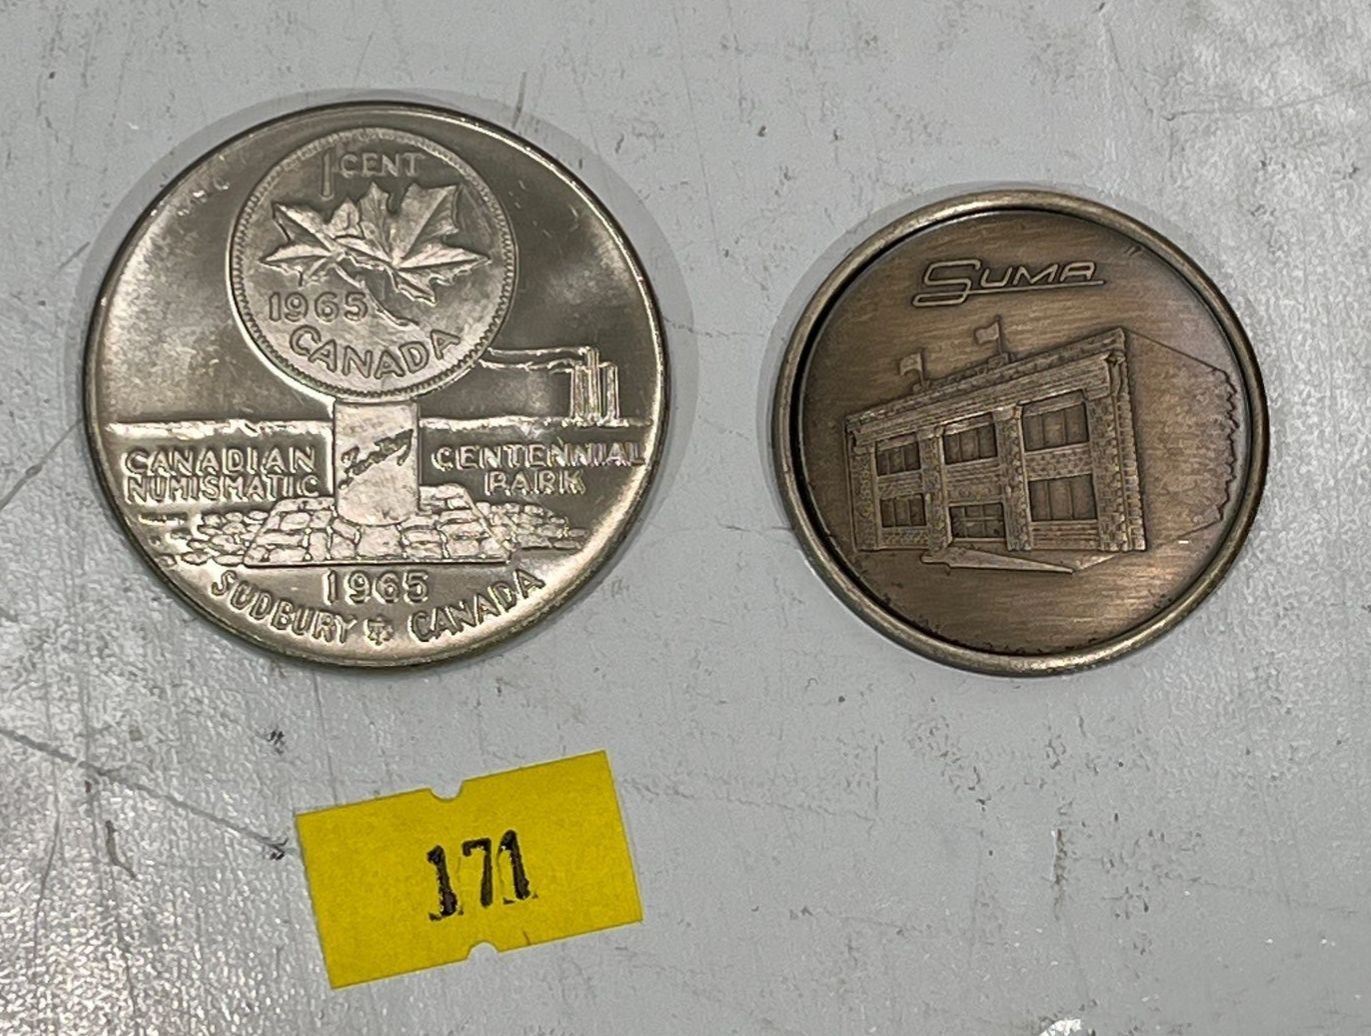 1 CENT
1965
CANADA
CANADIAN
NUMISMATIC
CENTENNIAL
PARK
1965
SUDBURY CANADA
SUMA
171